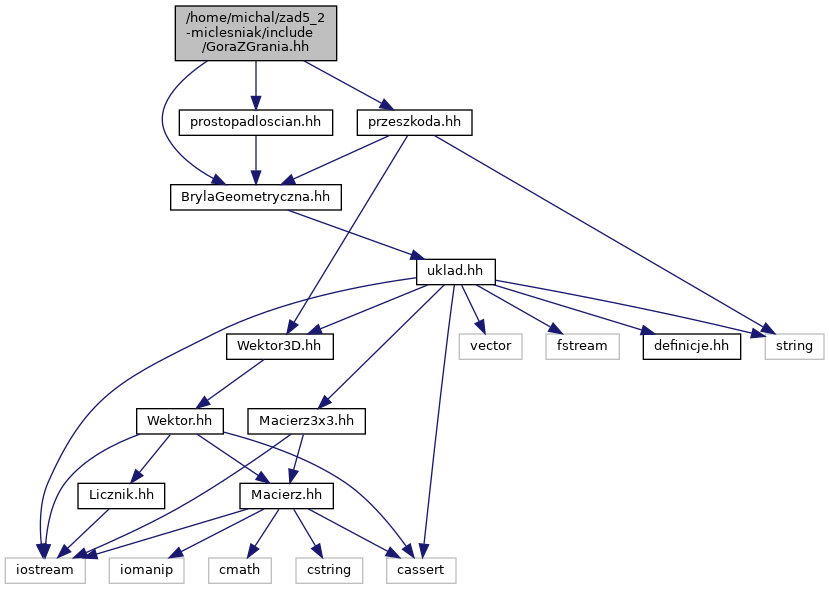 /home/michal/zad5_2
-miclesniak/include
/GoraZGrania.hh
prostopadloscian.hh
przeszkoda.hh
BrylaGeometryczna.hh
uklad.hh
Wektor3D.hh
vector
fstream
definicje.hh
string
Wektor.hh
Macierz3x3.hh
Licznik.hh
Macierz.hh
iostream
iomanip
cmath
cstring
cassert